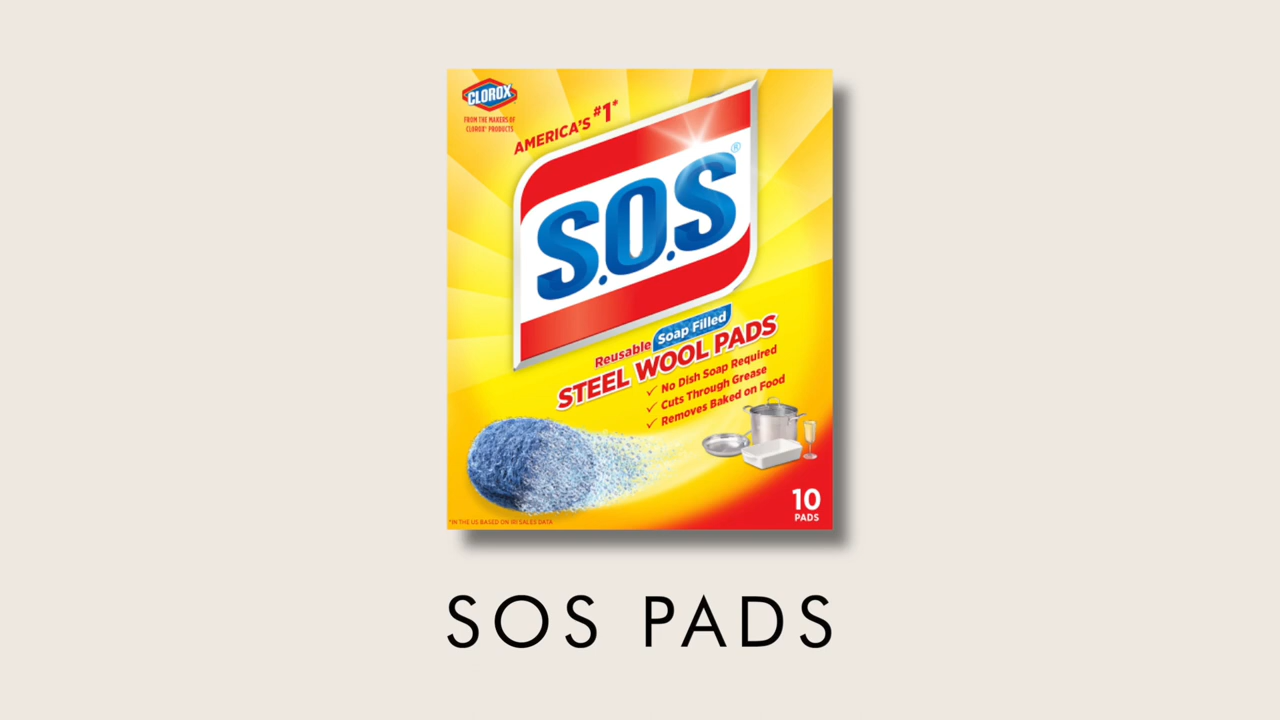 CLOROX
FROM THE MAKERS OF
CLOROX® PRODUCTS
AMERICA'S #1*
S.O.S®
Reusable Soap Filled
STEEL WOOL PADS
✓ No Dish Soap Required
✓ Cuts Through Grease
✓ Removes Baked on Food
10
PADS
*IN THE US BASED ON IRI SALES DATA
SOS PADS